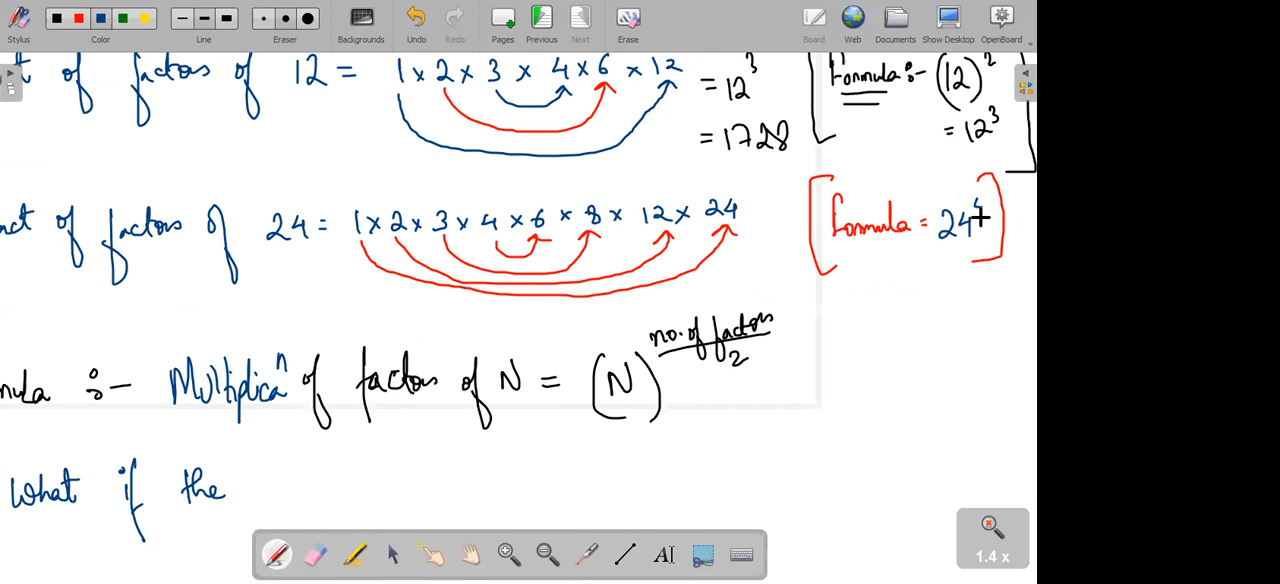 Stylus Color Line Eraser Backgrounds Undo Redo Pages Previous Next Erase Board Web Documents Show Desktop OpenBoard
of factors of 12 = 1 × 2 × 3 × 4 × 6 × 12
= 12³
= 1728
Formula :- (12)²
= 12³
of factors of 24 = 1 × 2 × 3 × 4 × 6 × 8 × 12 × 24
Formula = 24⁴
:- Multiplicaⁿ of factors of N = (N)^(no. of factors / 2)
What if the
1.4 x